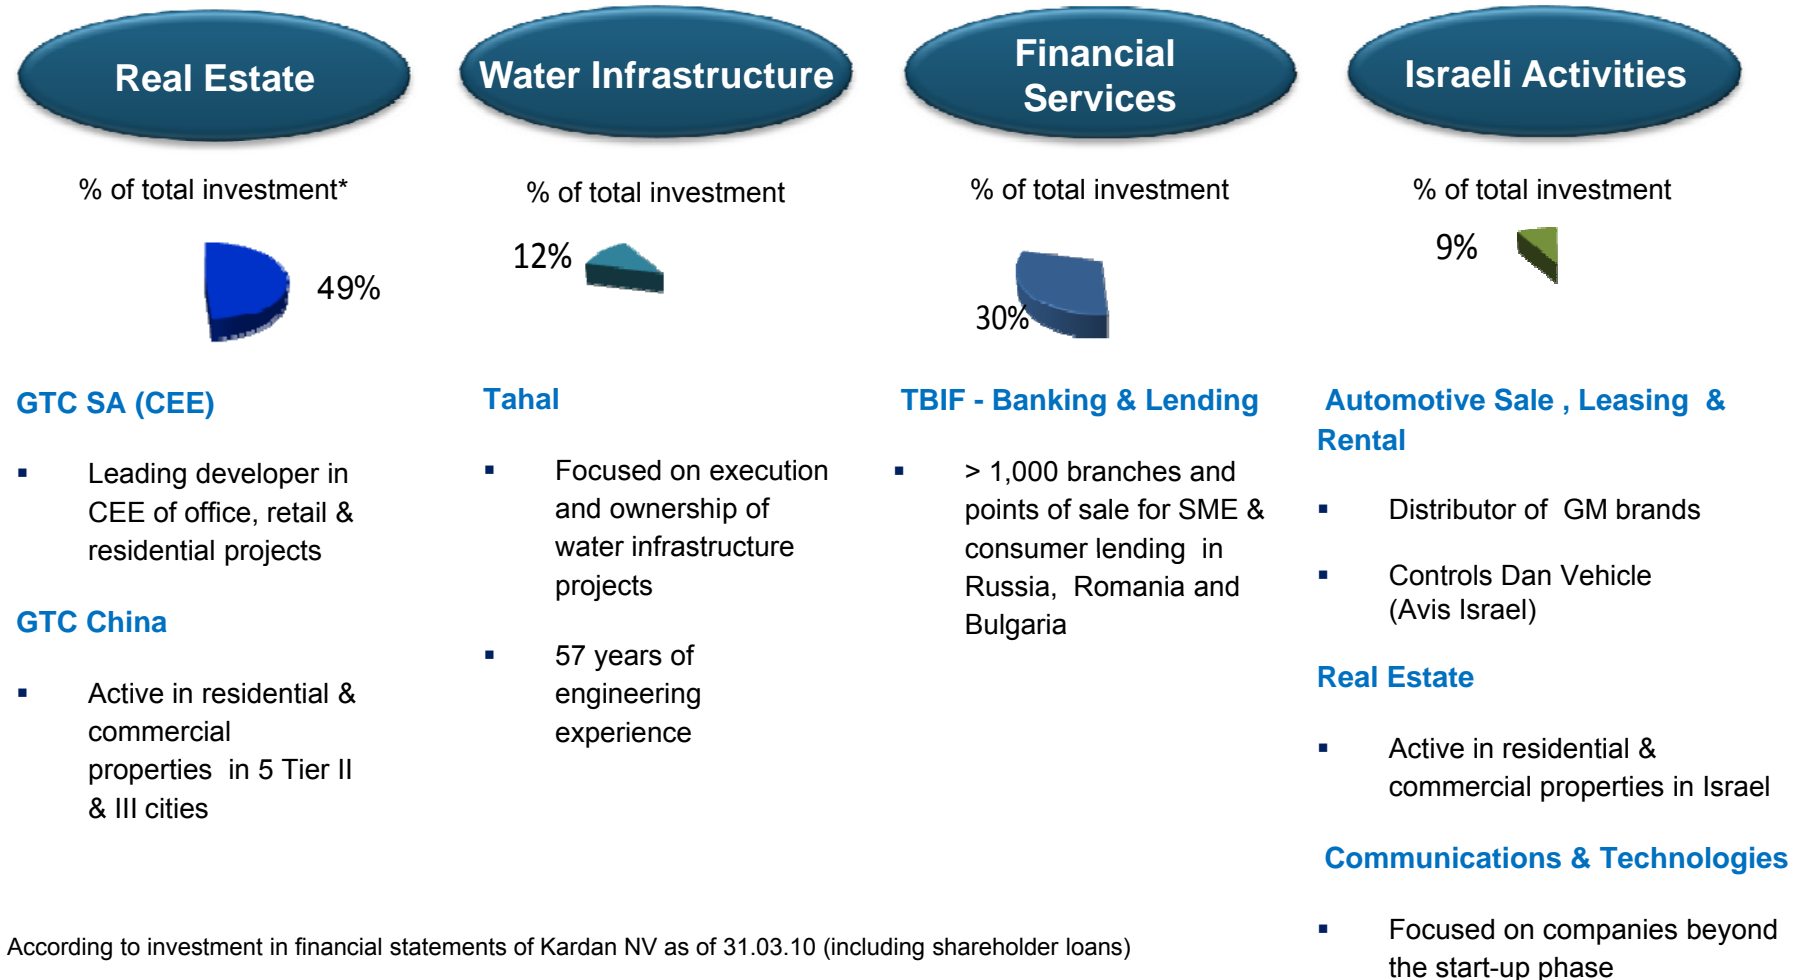 Real Estate
% of total investment*
49%
GTC SA (CEE)
▪ Leading developer in
CEE of office, retail &
residential projects
GTC China
▪ Active in residential &
commercial
properties in 5 Tier II
& III cities
Water Infrastructure
% of total investment
12%
Tahal
▪ Focused on execution
and ownership of
water infrastructure
projects
▪ 57 years of
engineering
experience
Financial
Services
% of total investment
30%
TBIF - Banking & Lending
▪ > 1,000 branches and
points of sale for SME &
consumer lending in
Russia, Romania and
Bulgaria
Israeli Activities
% of total investment
9%
Automotive Sale , Leasing &
Rental
▪ Distributor of GM brands
▪ Controls Dan Vehicle
(Avis Israel)
Real Estate
▪ Active in residential &
commercial properties in Israel
Communications & Technologies
▪ Focused on companies beyond
the start-up phase
According to investment in financial statements of Kardan NV as of 31.03.10 (including shareholder loans)